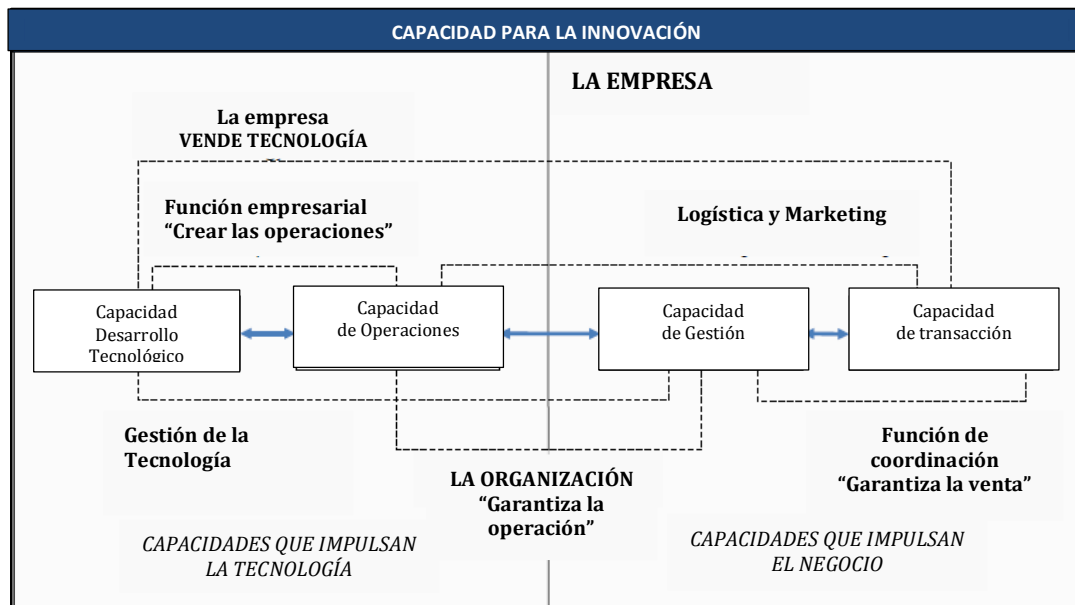 CAPACIDAD PARA LA INNOVACIÓN
LA EMPRESA
La empresa
VENDE TECNOLOGÍA
Función empresarial
“Crear las operaciones”
Logística y Marketing
Capacidad
Desarrollo
Tecnológico
Capacidad
de Operaciones
Capacidad
de Gestión
Capacidad
de transacción
Gestión de la
Tecnología
LA ORGANIZACIÓN
“Garantiza la
operación”
Función de
coordinación
“Garantiza la venta”
CAPACIDADES QUE IMPULSAN
LA TECNOLOGÍA
CAPACIDADES QUE IMPULSAN
EL NEGOCIO